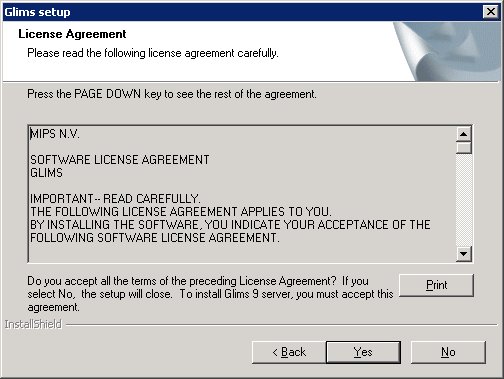 Glims setup
License Agreement
Please read the following license agreement carefully.
Press the PAGE DOWN key to see the rest of the agreement.
MIPS N.V.
SOFTWARE LICENSE AGREEMENT
GLIMS
IMPORTANT-- READ CAREFULLY.
THE FOLLOWING LICENSE AGREEMENT APPLIES TO YOU.
BY INSTALLING THE SOFTWARE, YOU INDICATE YOUR ACCEPTANCE OF THE
FOLLOWING SOFTWARE LICENSE AGREEMENT.
Do you accept all the terms of the preceding License Agreement? If you
select No, the setup will close. To install Glims 9 server, you must accept this
agreement.
Print
InstallShield
< Back
Yes
No